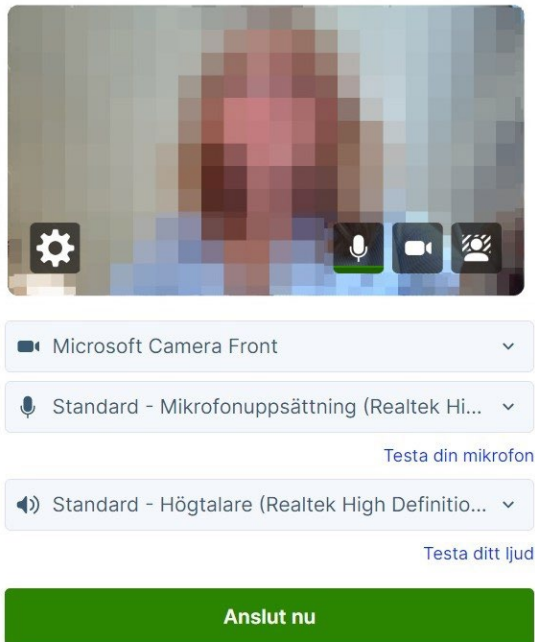 Microsoft Camera Front
Standard - Mikrofonuppsättning (Realtek Hi...
Testa din mikrofon
Standard - Högtalare (Realtek High Definitio...
Testa ditt ljud
Anslut nu